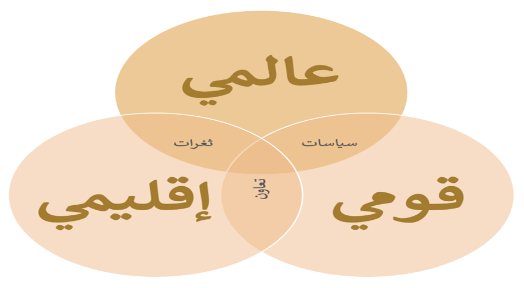 عالمي
سياسات
ثغرات
تعاون
قومي
إقليمي